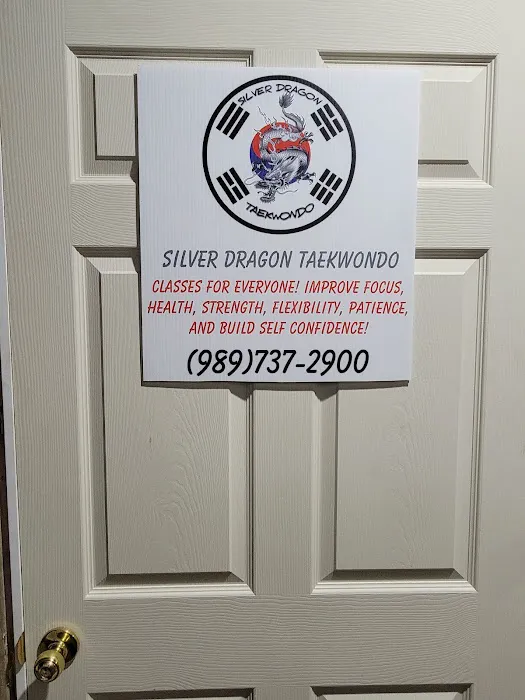 SILVER DRAGON
TAEKWONDO
SILVER DRAGON TAEKWONDO
CLASSES FOR EVERYONE! IMPROVE FOCUS,
HEALTH, STRENGTH, FLEXIBILITY, PATIENCE,
AND BUILD SELF CONFIDENCE!
(989)737-2900